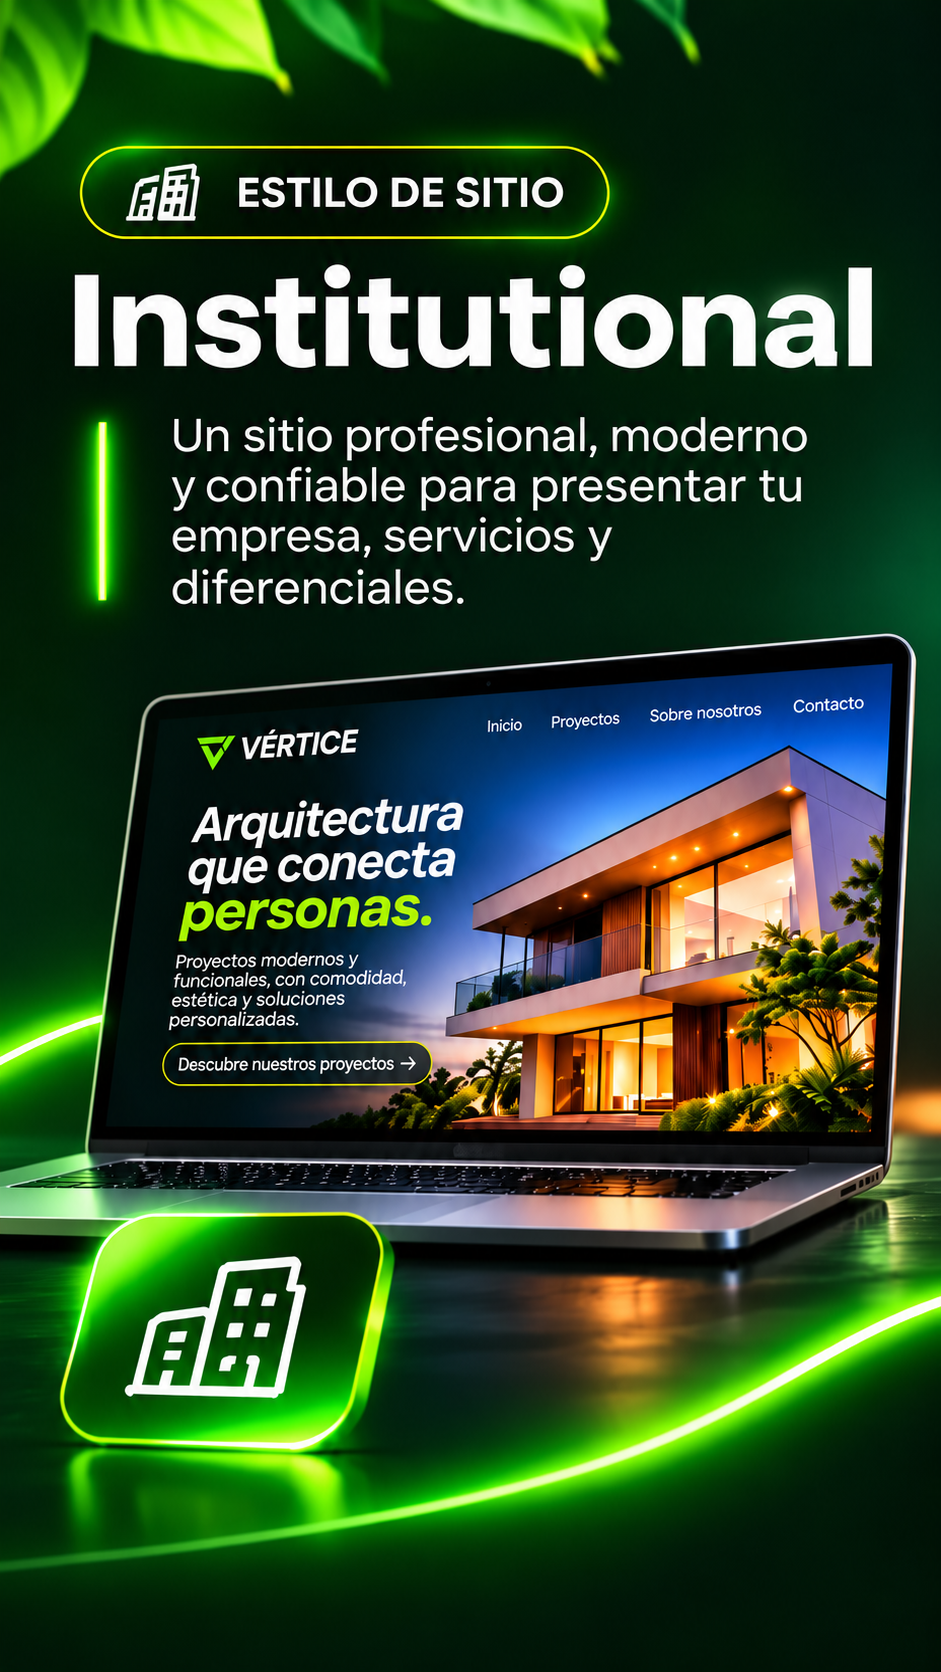 ESTILO DE SITIO
Institutional
Un sitio profesional, moderno
y confiable para presentar tu
empresa, servicios y
diferenciales.
VÉRTICE
Inicio Proyectos Sobre nosotros Contacto
Arquitectura
que conecta
personas.
Proyectos modernos y
funcionales, con comodidad,
estética y soluciones
personalizadas.
Descubre nuestros proyectos →